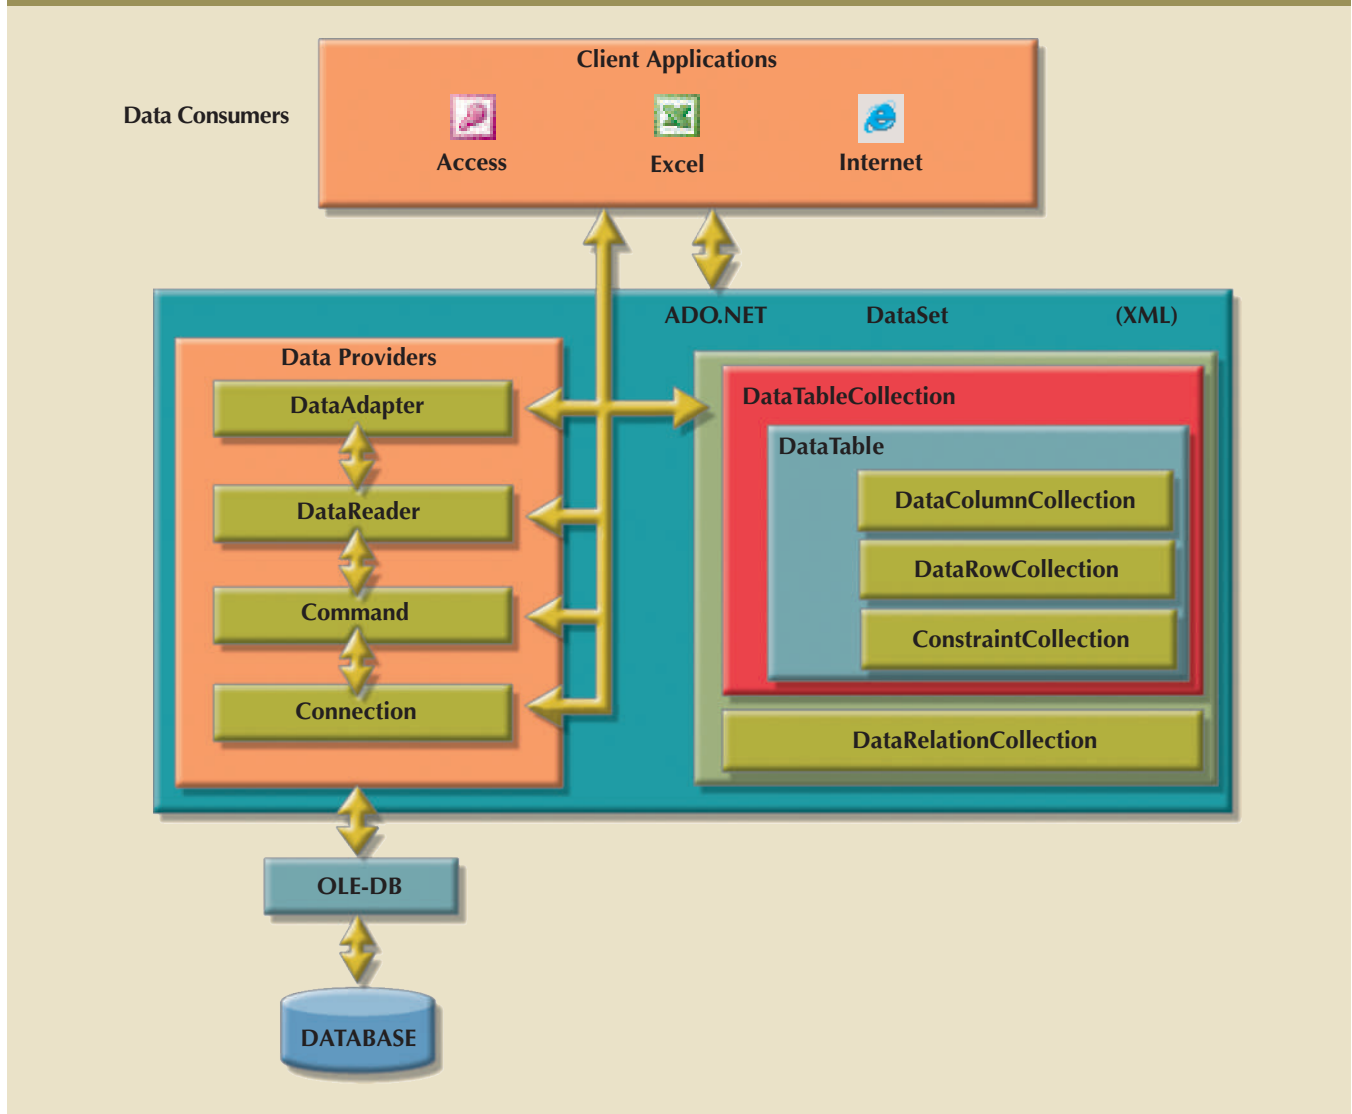 Client Applications
Data Consumers
Access
Excel
Internet
ADO.NET DataSet (XML)
Data Providers
DataAdapter
DataReader
Command
Connection
DataTableCollection
DataTable
DataColumnCollection
DataRowCollection
ConstraintCollection
DataRelationCollection
OLE-DB
DATABASE